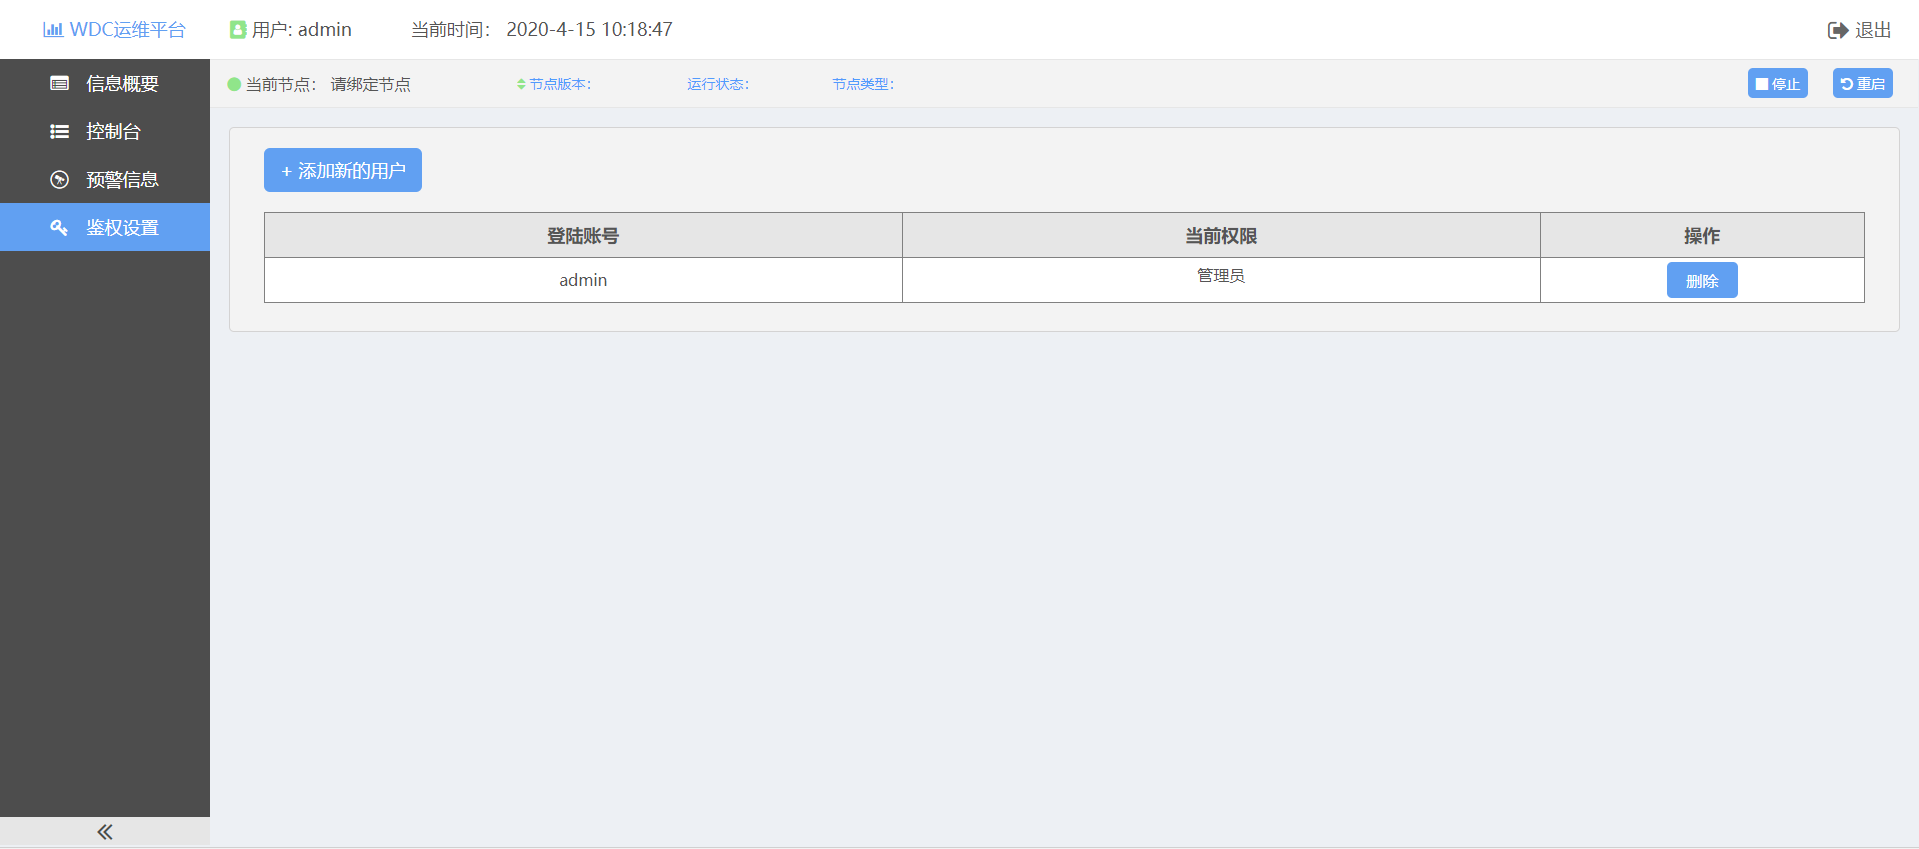 WDC运维平台 用户: admin 当前时间： 2020-4-15 10:18:47 退出
信息概要
控制台
预警信息
鉴权设置
当前节点： 请绑定节点 节点版本： 运行状态： 节点类型： 停止 重启
+ 添加新的用户
登陆账号 当前权限 操作
admin 管理员 删除